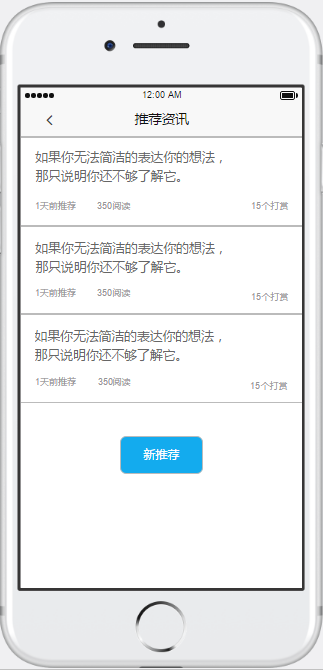 12:00 AM
推荐资讯
如果你无法简洁的表达你的想法，
那只说明你还不够了解它。
1天前推荐 350阅读 15个打赏
如果你无法简洁的表达你的想法，
那只说明你还不够了解它。
1天前推荐 350阅读 15个打赏
如果你无法简洁的表达你的想法，
那只说明你还不够了解它。
1天前推荐 350阅读 15个打赏
新推荐